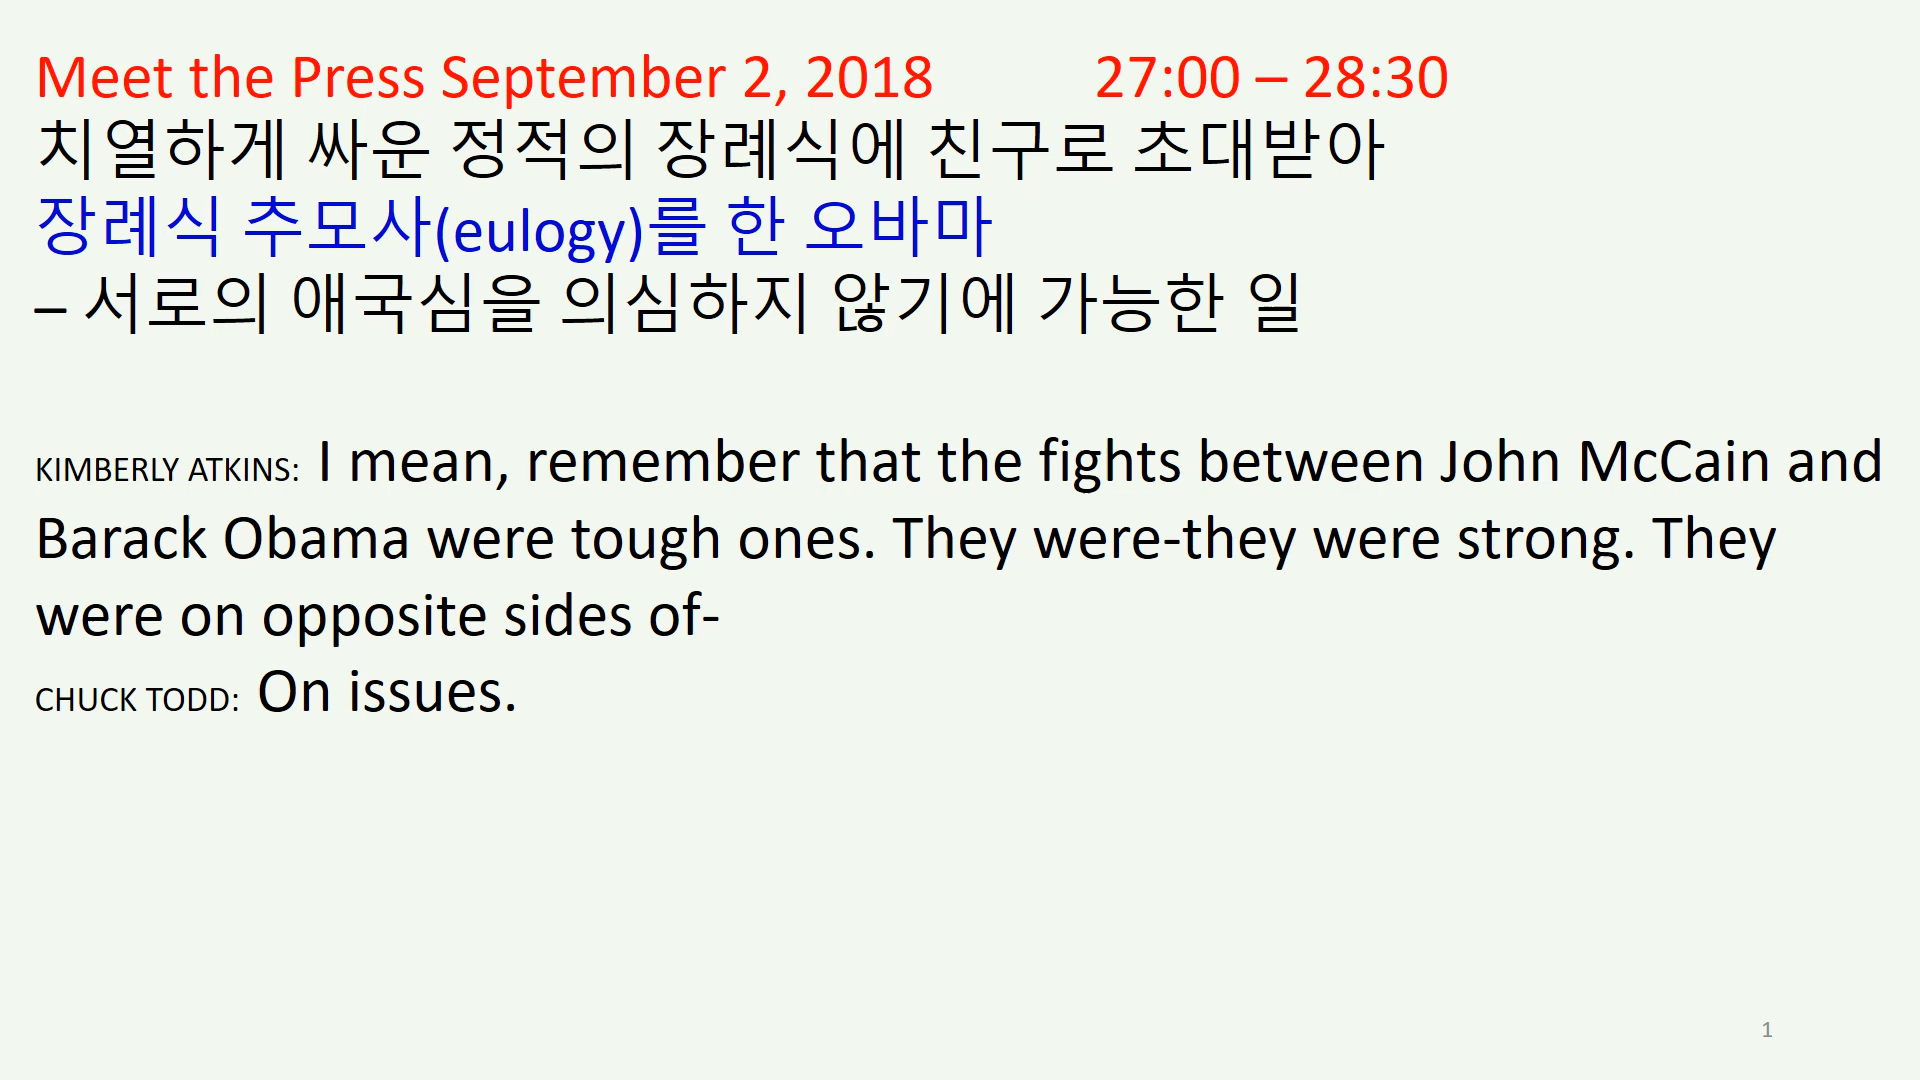 Meet the Press September 2, 2018 27:00 – 28:30
치열하게 싸운 정적의 장례식에 친구로 초대받아
장례식 추모사(eulogy)를 한 오바마
– 서로의 애국심을 의심하지 않기에 가능한 일
KIMBERLY ATKINS: I mean, remember that the fights between John McCain and
Barack Obama were tough ones. They were-they were strong. They
were on opposite sides of-
CHUCK TODD: On issues.
1